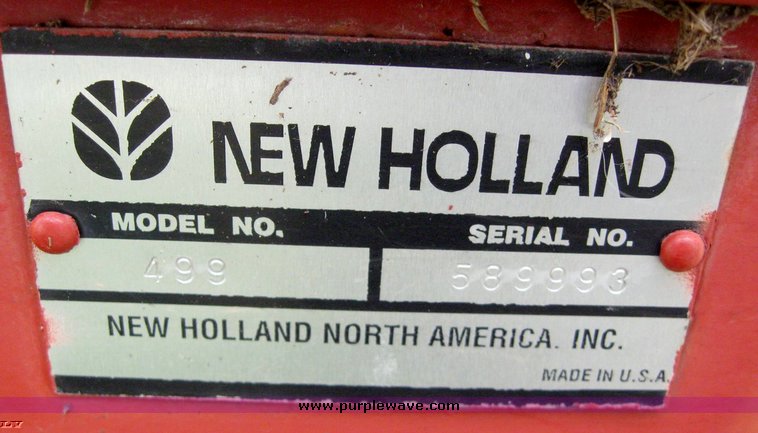 NEW HOLLAND
MODEL NO. SERIAL NO.
499 589993
NEW HOLLAND NORTH AMERICA. INC.
MADE IN U.S.A.
www.purplewave.com